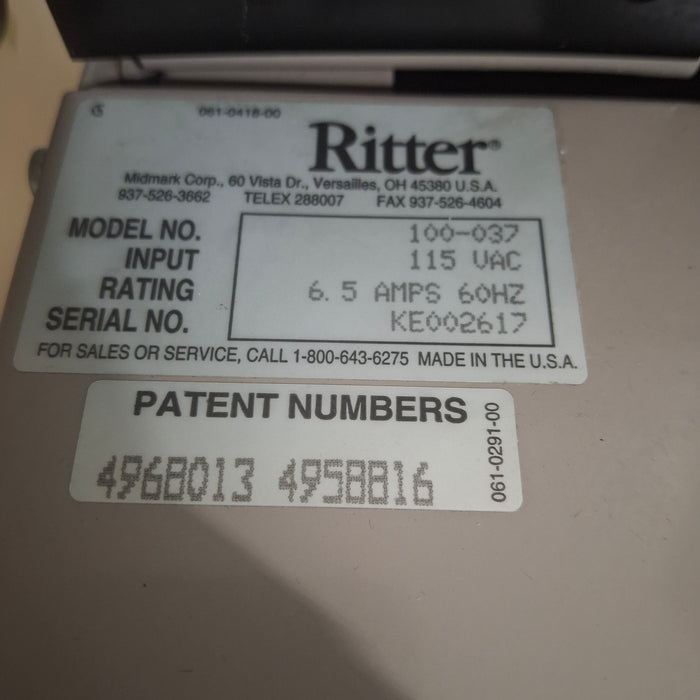 061-0418-00
Ritter®
Midmark Corp., 60 Vista Dr., Versailles, OH 45380 U.S.A.
937-526-3662 TELEX 288007 FAX 937-526-4604
MODEL NO. 100-037
INPUT 115 VAC
RATING 6.5 AMPS 60HZ
SERIAL NO. KE002617
FOR SALES OR SERVICE, CALL 1-800-643-6275 MADE IN THE U.S.A.
PATENT NUMBERS
4968013 4958816
061-0291-00